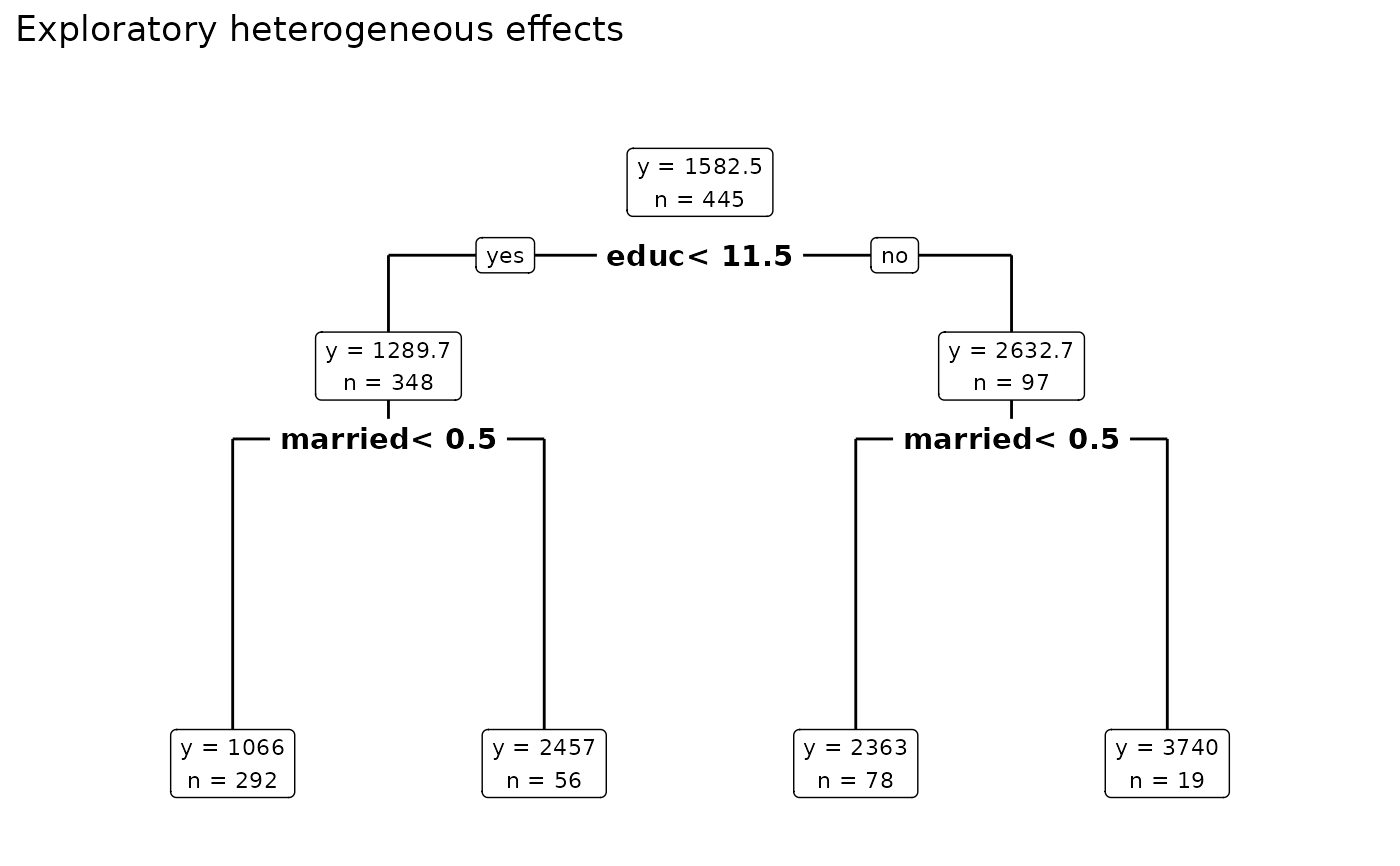 Exploratory heterogeneous effects
y = 1582.5
n = 445
yes
educ< 11.5
no
y = 1289.7
n = 348
y = 2632.7
n = 97
married< 0.5
married< 0.5
y = 1066
n = 292
y = 2457
n = 56
y = 2363
n = 78
y = 3740
n = 19